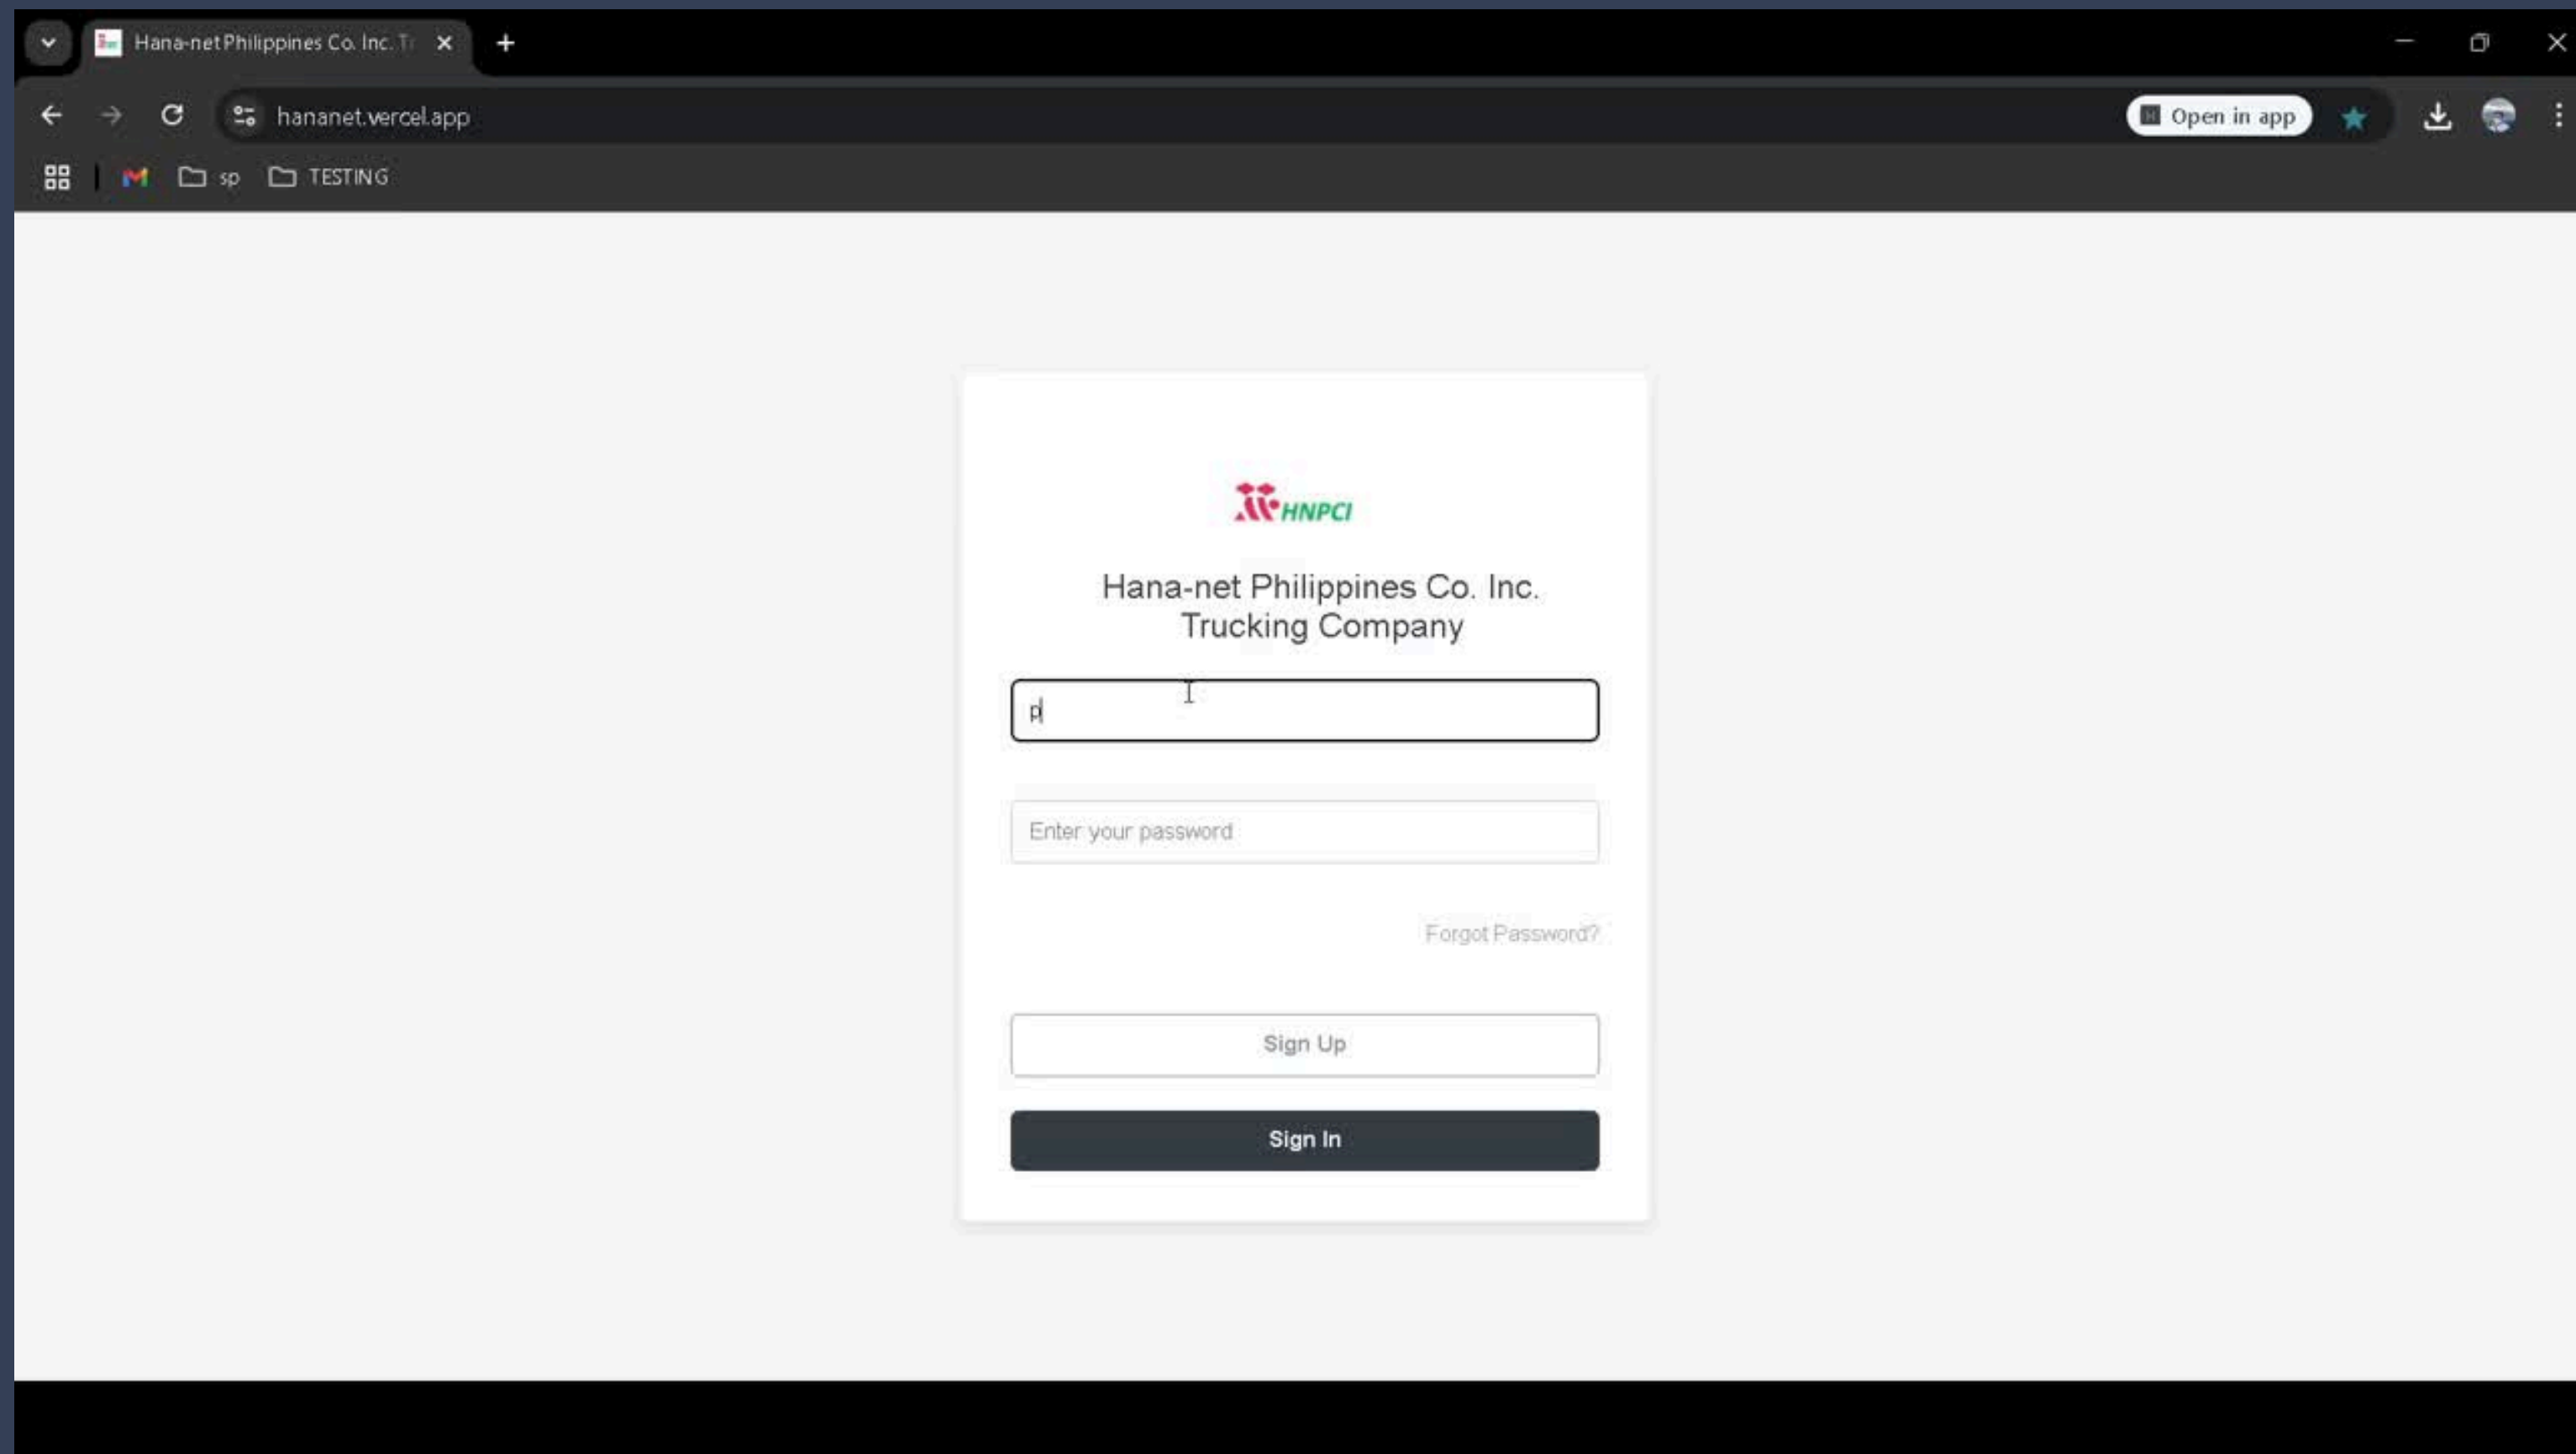 Hana-net Philippines Co. Inc. Tr
hananet.vercel.app
Open in app
sp
TESTING
HNPCI
Hana-net Philippines Co. Inc.
Trucking Company
p
Enter your password
Forgot Password?
Sign Up
Sign In